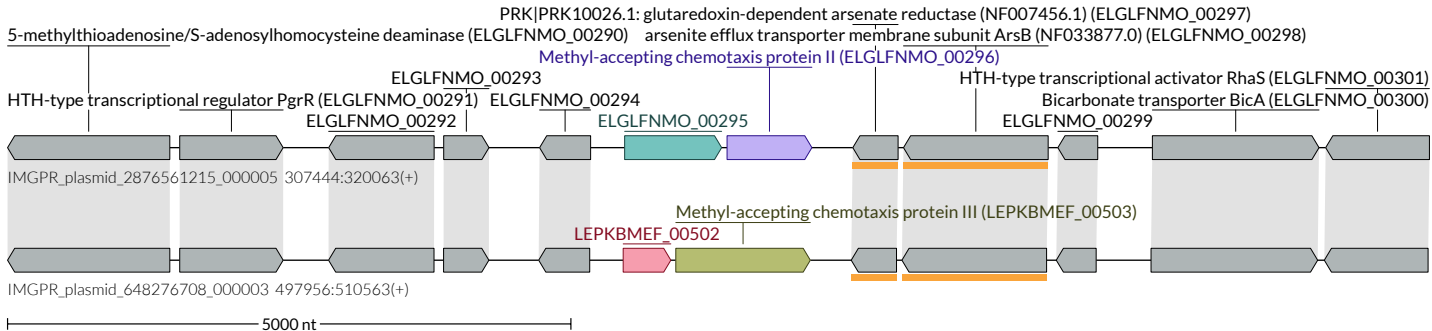 PRK|PRK10026.1: glutaredoxin-dependent arsenate reductase (NF007456.1) (ELGLFNMO_00297)
5-methylthioadenosine/S-adenosylhomocysteine deaminase (ELGLFNMO_00290)
arsenite efflux transporter membrane subunit ArsB (NF033877.0) (ELGLFNMO_00298)
Methyl-accepting chemotaxis protein II (ELGLFNMO_00296)
ELGLFNMO_00293
HTH-type transcriptional activator RhaS (ELGLFNMO_00301)
HTH-type transcriptional regulator PgrR (ELGLFNMO_00291)
ELGLFNMO_00294
Bicarbonate transporter BicA (ELGLFNMO_00300)
ELGLFNMO_00292
ELGLFNMO_00295
ELGLFNMO_00299
IMGPR_plasmid_2876561215_000005 307444:320063(+)
Methyl-accepting chemotaxis protein III (LEPKBMEF_00503)
LEPKBMEF_00502
IMGPR_plasmid_648276708_000003 497956:510563(+)
5000 nt